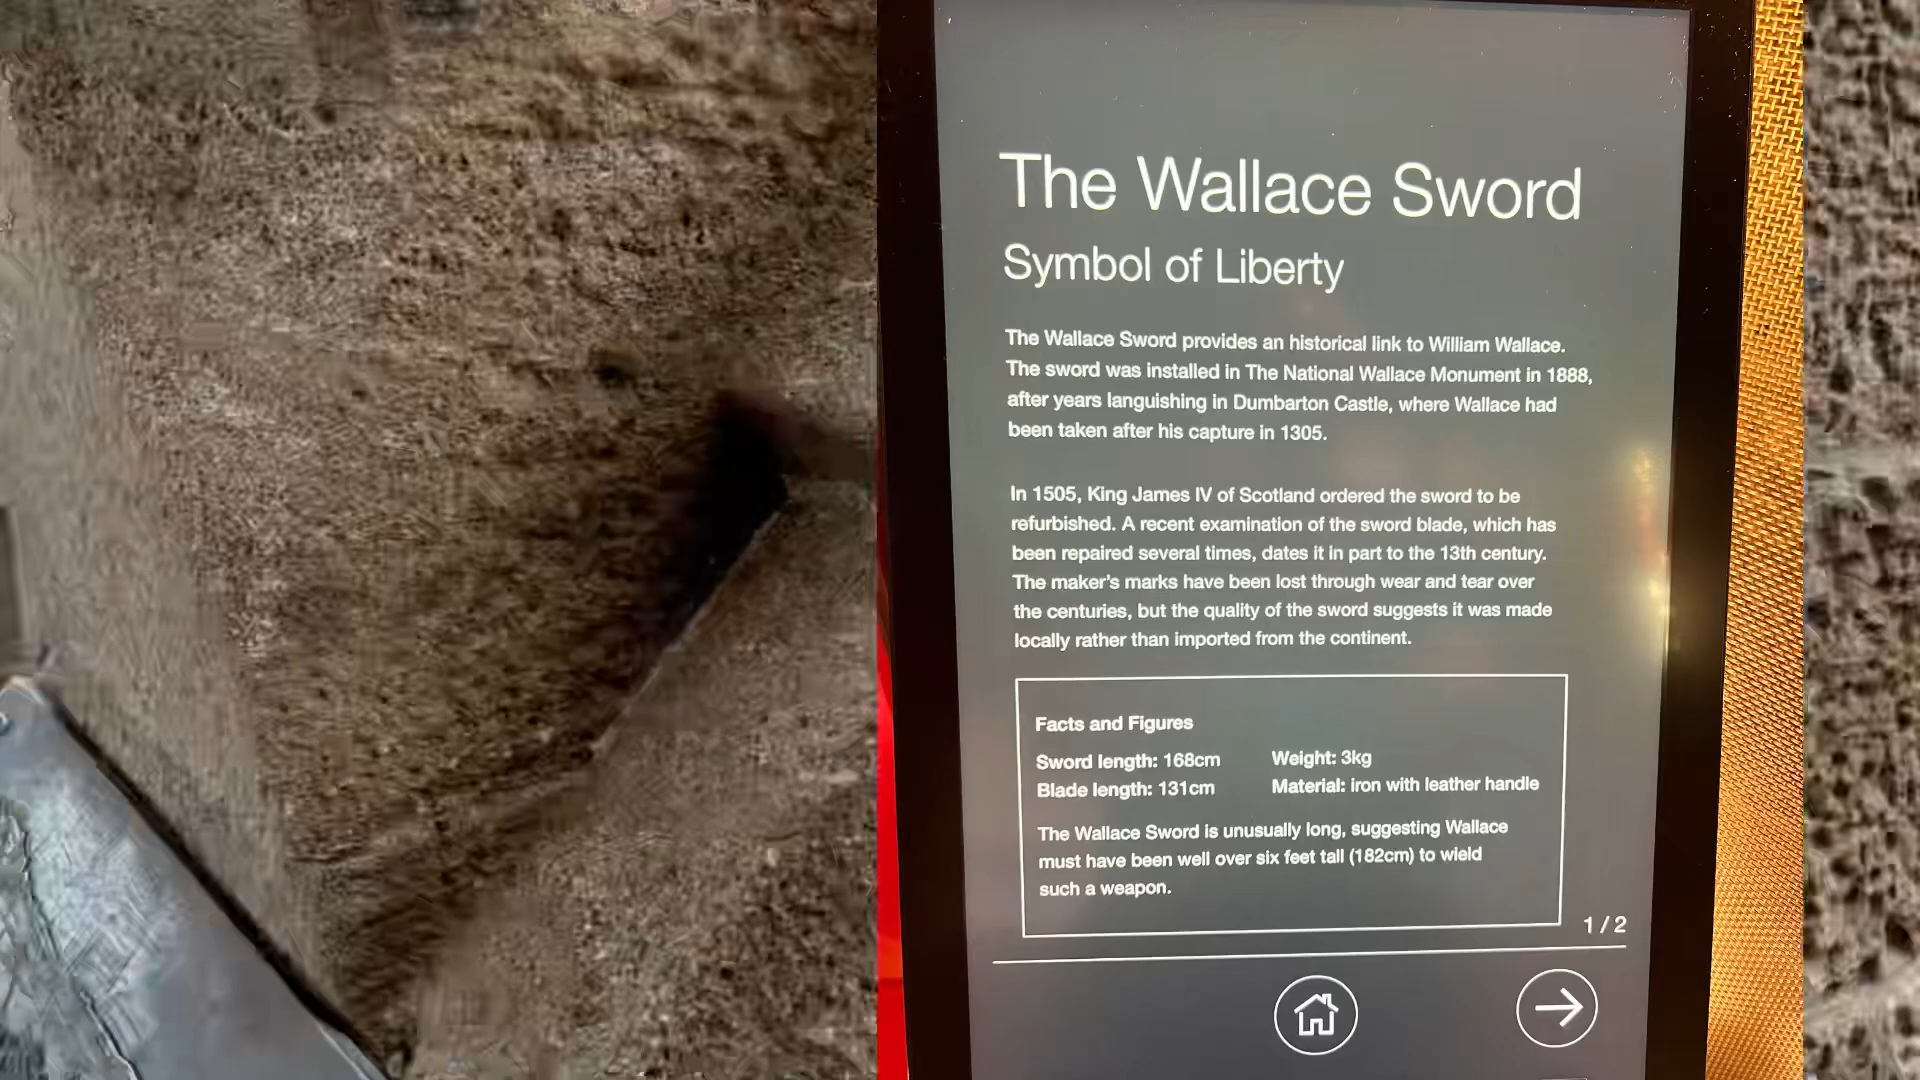 The Wallace Sword
Symbol of Liberty
The Wallace Sword provides an historical link to William Wallace.
The sword was installed in The National Wallace Monument in 1888,
after years languishing in Dumbarton Castle, where Wallace had
been taken after his capture in 1305.
In 1505, King James IV of Scotland ordered the sword to be
refurbished. A recent examination of the sword blade, which has
been repaired several times, dates it in part to the 13th century.
The maker's marks have been lost through wear and tear over
the centuries, but the quality of the sword suggests it was made
locally rather than imported from the continent.
Facts and Figures
Sword length: 168cm
Blade length: 131cm
Weight: 3kg
Material: iron with leather handle
The Wallace Sword is unusually long, suggesting Wallace
must have been well over six feet tall (182cm) to wield
such a weapon.
1 / 2